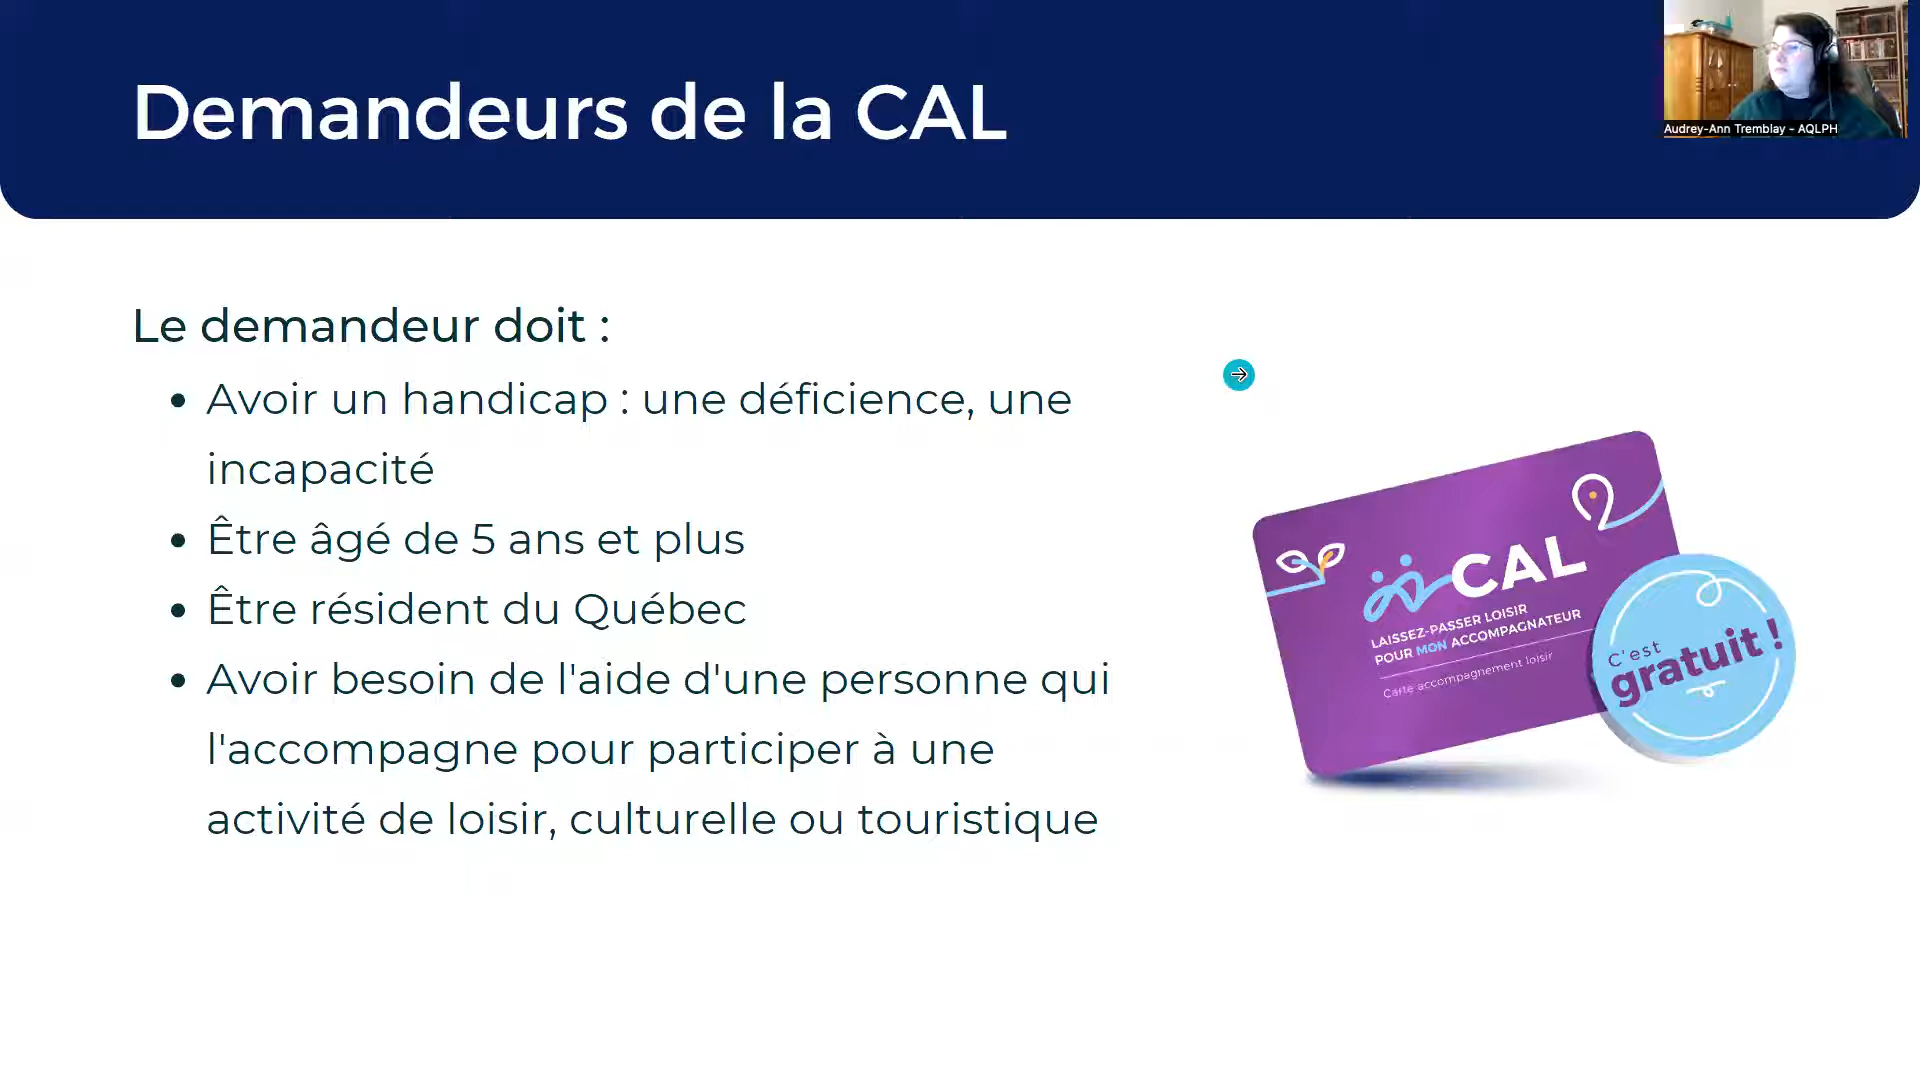 Demandeurs de la CAL
Audrey-Ann Tremblay - AQLPH
Le demandeur doit :
• Avoir un handicap : une déficience, une
incapacité
• Être âgé de 5 ans et plus
• Être résident du Québec
• Avoir besoin de l'aide d'une personne qui
l'accompagne pour participer à une
activité de loisir, culturelle ou touristique
CAL
LAISSEZ-PASSER LOISIR
POUR MON ACCOMPAGNATEUR
Carte accompagnement loisir
C'est
gratuit !